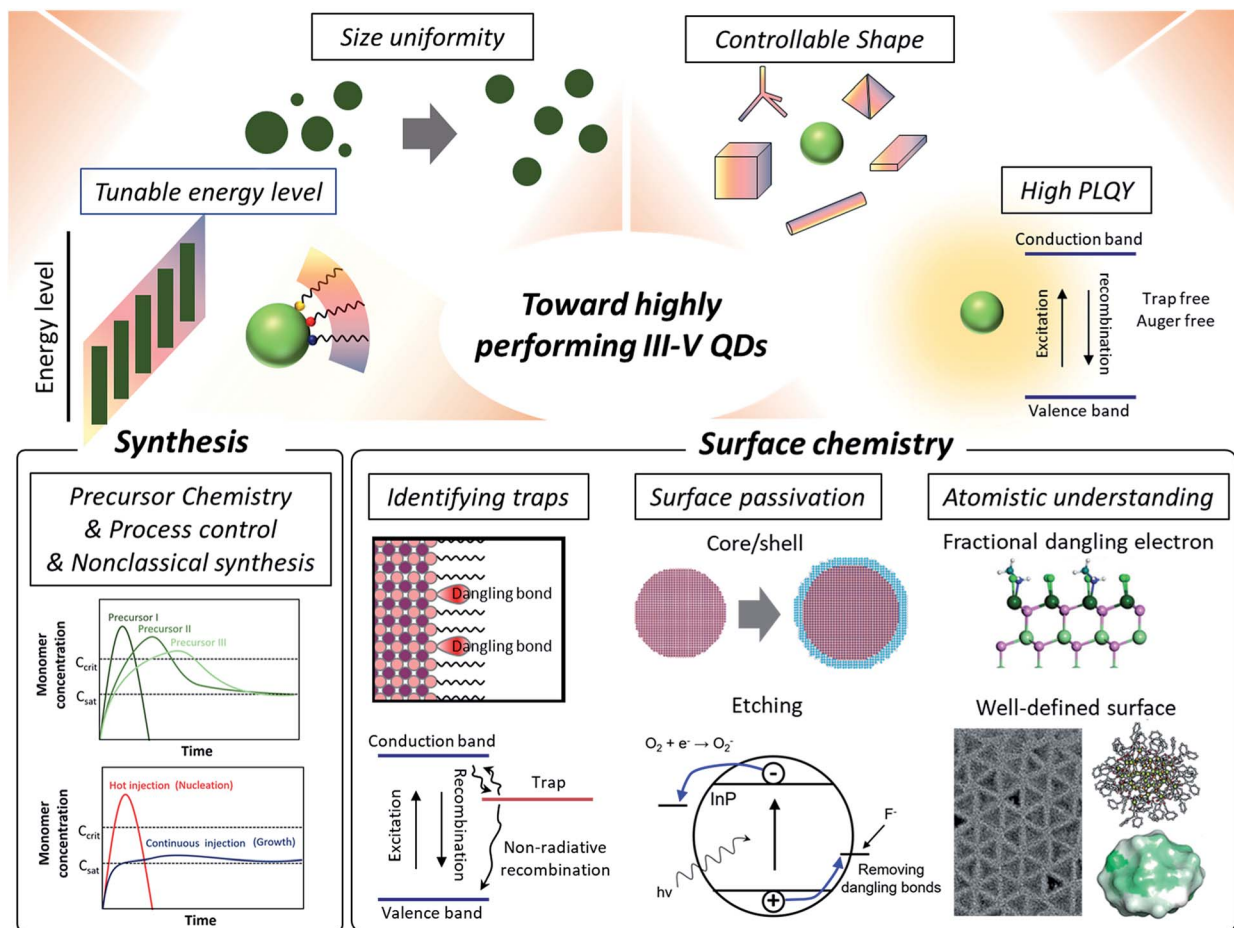 Size uniformity
Controllable Shape
Tunable energy level
High PLQY
Energy level
Conduction band
Excitation
recombination
Trap free
Auger free
Valence band
Toward highly
performing III-V QDs
Synthesis
Precursor Chemistry
& Process control
& Nonclassical synthesis
Monomer
concentration
C_crit
C_sat
Precursor I
Precursor II
Precursor III
Time
Monomer
concentration
C_crit
C_sat
Hot injection (Nucleation)
Continuous injection (Growth)
Time
Surface chemistry
Identifying traps
Dangling bond
Dangling bond
Conduction band
Excitation
Recombination
Trap
Non-radiative
recombination
Valence band
Surface passivation
Core/shell
Etching
O₂ + e⁻ → O₂⁻
-
InP
F⁻
hv
+
Removing
dangling bonds
Atomistic understanding
Fractional dangling electron
Well-defined surface